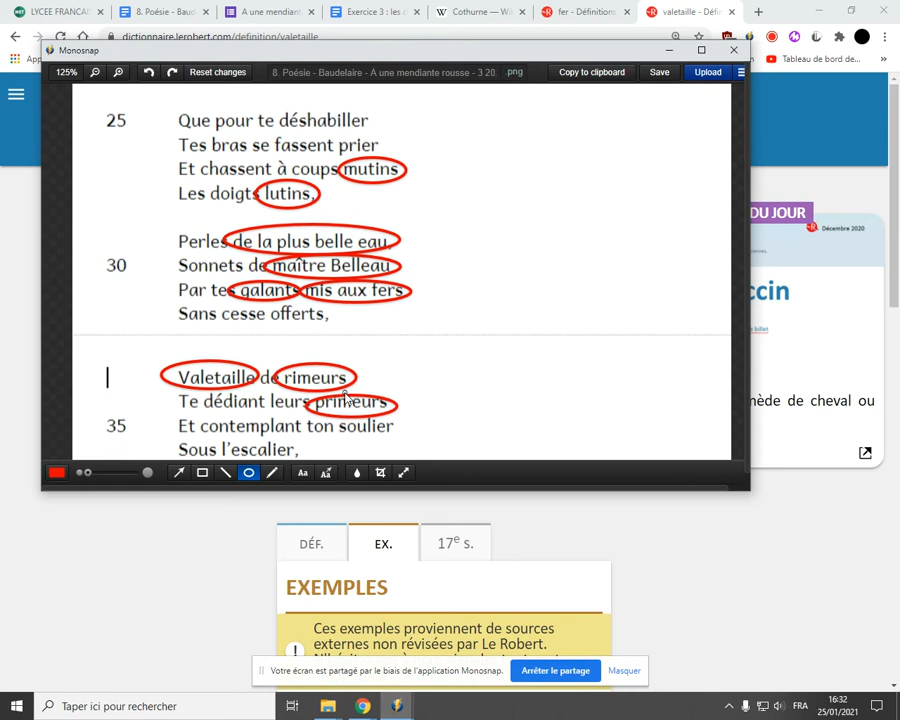 LYCEE FRANCAI
8. Poésie - Baud
A une mendiant
Exercice 3 : les
Cothurne — Wi
fer - Définitions
valetaille - Défi
dictionnaire.lerobert.com/definition/valetaille
Tableau de bord de...
Monosnap
125%
Reset changes
8. Poésie - Baudelaire - À une mendiante rousse - 3 20.
.png
Copy to clipboard
Save
Upload
25 Que pour te déshabiller
Tes bras se fassent prier
Et chassent à coups mutins
Les doigts lutins,
Perles de la plus belle eau,
30 Sonnets de maître Belleau
Par tes galants mis aux fers
Sans cesse offerts,
Valetaille de rimeurs
Te dédiant leurs primeurs
35 Et contemplant ton soulier
Sous l'escalier,
DU JOUR
Décembre 2020
ccin
billet
mède de cheval ou
Aa
Aa
DÉF.
EX.
17e s.
EXEMPLES
Ces exemples proviennent de sources
externes non révisées par Le Robert.
Votre écran est partagé par le biais de l'application Monosnap.
Arrêter le partage
Masquer
Taper ici pour rechercher
FRA
16:32
25/01/2021